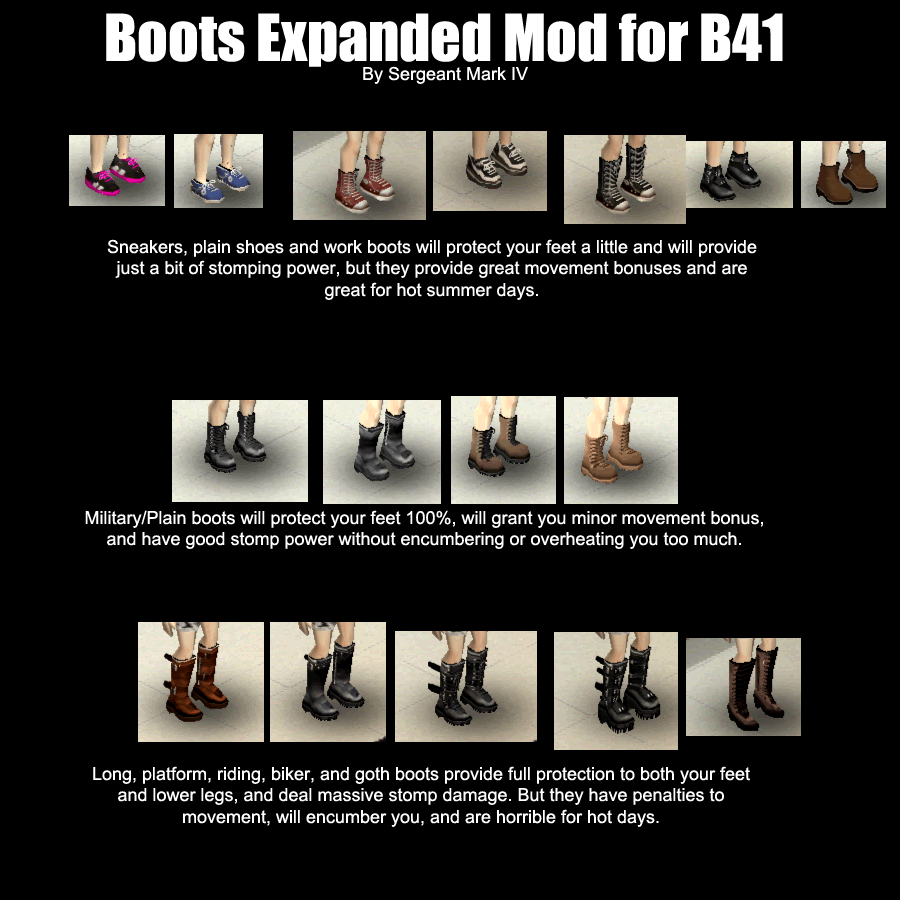 Boots Expanded Mod for B41
By Sergeant Mark IV
Sneakers, plain shoes and work boots will protect your feet a little and will provide
just a bit of stomping power, but they provide great movement bonuses and are
great for hot summer days.
Military/Plain boots will protect your feet 100%, will grant you minor movement bonus,
and have good stomp power without encumbering or overheating you too much.
Long, platform, riding, biker, and goth boots provide full protection to both your feet
and lower legs, and deal massive stomp damage. But they have penalties to
movement, will encumber you, and are horrible for hot days.